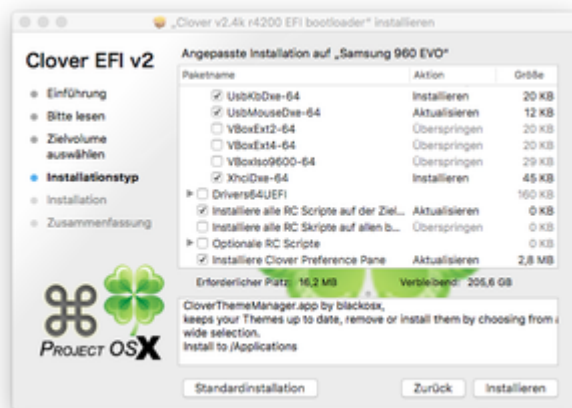 „Clover v2.4k r4200 EFI bootloader“ installieren
Clover EFI v2
Einführung
Bitte lesen
Zielvolume
auswählen
Installationstyp
Installation
Zusammenfassung
PROJECT OSX
Angepasste Installation auf „Samsung 960 EVO“
Paketname Aktion Größe
UsbKbDxe-64 Installieren 20 KB
UsbMouseDxe-64 Aktualisieren 12 KB
VBoxExt2-64 Überspringen 20 KB
VBoxExt4-64 Überspringen 20 KB
VBoxIso9600-64 Überspringen 29 KB
XhciDxe-64 Installieren 45 KB
Drivers64UEFI 160 KB
Installiere alle RC Scripte auf der Ziel... Aktualisieren 0 KB
Installiere alle RC Skripte auf allen b... Überspringen 0 KB
Optionale RC Scripte 0 KB
Installiere Clover Preference Pane Aktualisieren 2,8 MB
Erforderlicher Platz: 16,2 MB Verbleibend: 205,6 GB
CloverThemeManager.app by blackosx,
keeps your Themes up to date, remove or install them by choosing from a
wide selection.
Install to /Applications
Standardinstallation Zurück Installieren